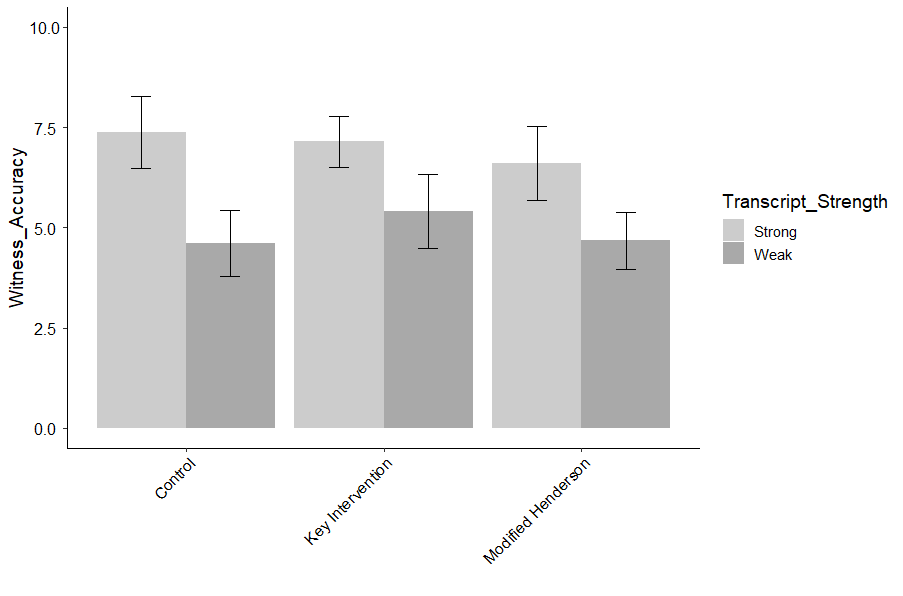 10.0
7.5
5.0
2.5
0.0
Witness_Accuracy
Control
Key Intervention
Modified Henderson
Transcript_Strength
Strong
Weak